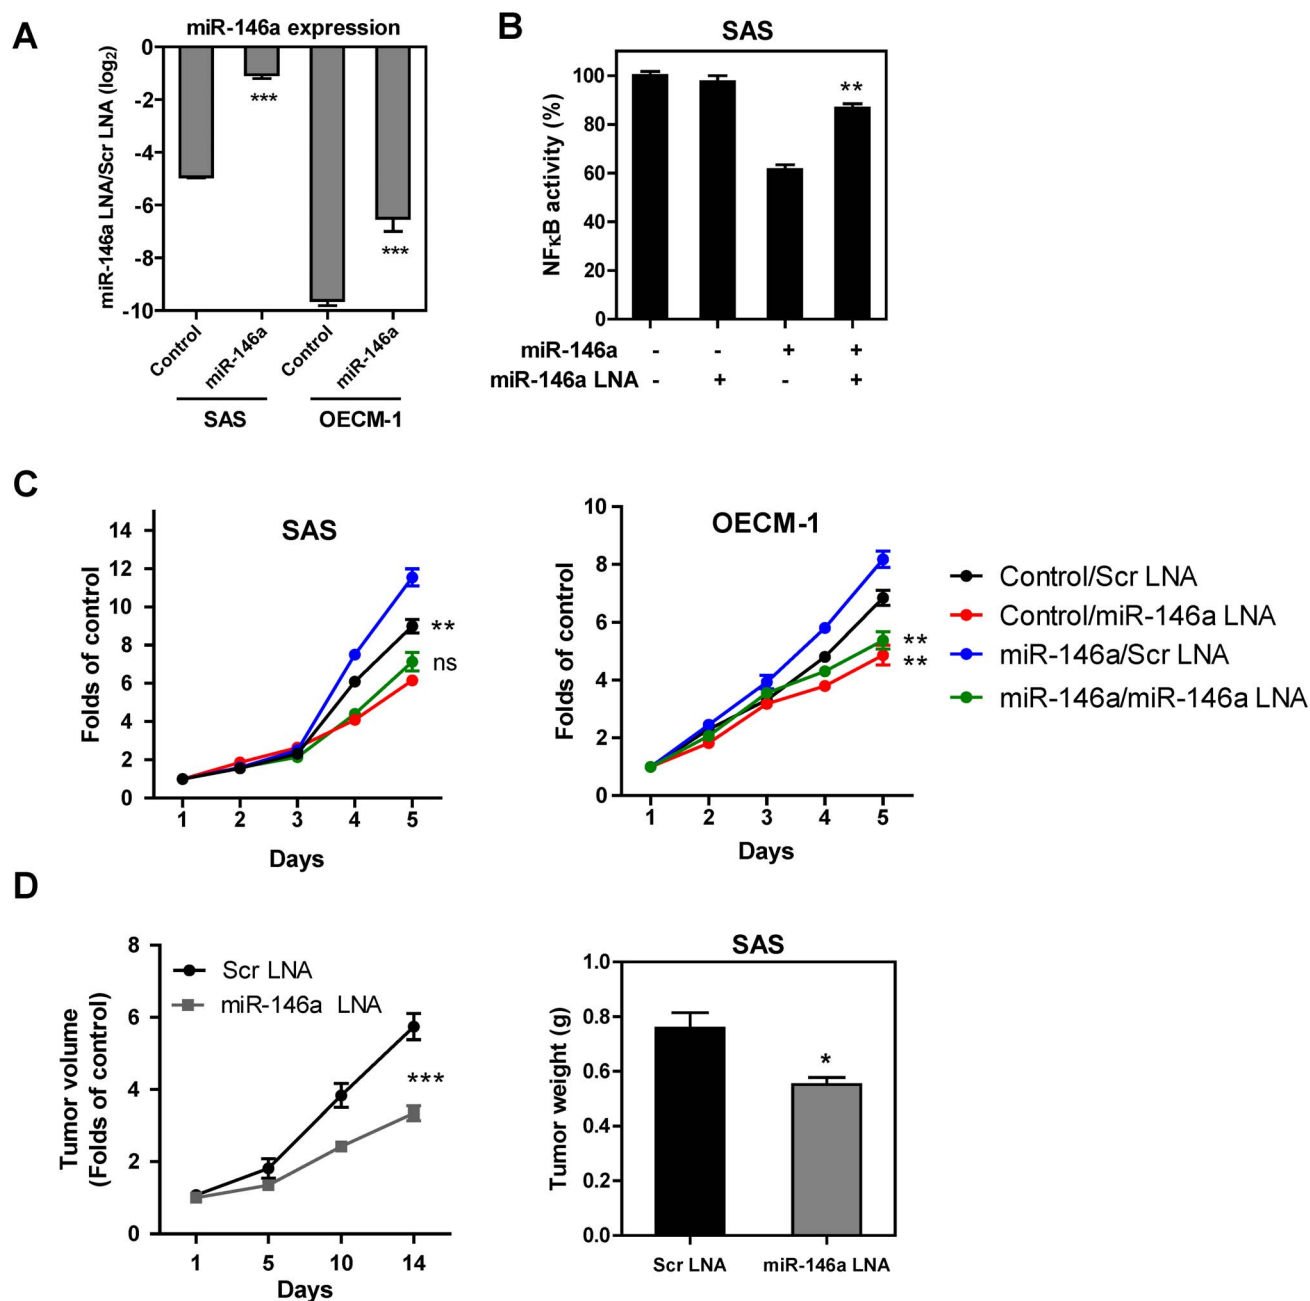 A
miR-146a expression
miR-146a LNA/Scr LNA (log₂)
0
-2
-4
-6
-8
-10
***
***
Control
miR-146a
Control
miR-146a
SAS
OECM-1
B
SAS
NFκB activity (%)
100
80
60
40
20
0
**
miR-146a - - + +
miR-146a LNA - + - +
C
SAS
Folds of control
14
12
10
8
6
4
2
0
**
ns
1 2 3 4 5
Days
OECM-1
Folds of control
10
8
6
4
2
0
**
**
1 2 3 4 5
Days
Control/Scr LNA
Control/miR-146a LNA
miR-146a/Scr LNA
miR-146a/miR-146a LNA
D
Tumor volume
(Folds of control)
8
6
4
2
0
Scr LNA
miR-146a LNA
***
1 5 10 14
Days
SAS
Tumor weight (g)
1.0
0.8
0.6
0.4
0.2
0.0
*
Scr LNA miR-146a LNA